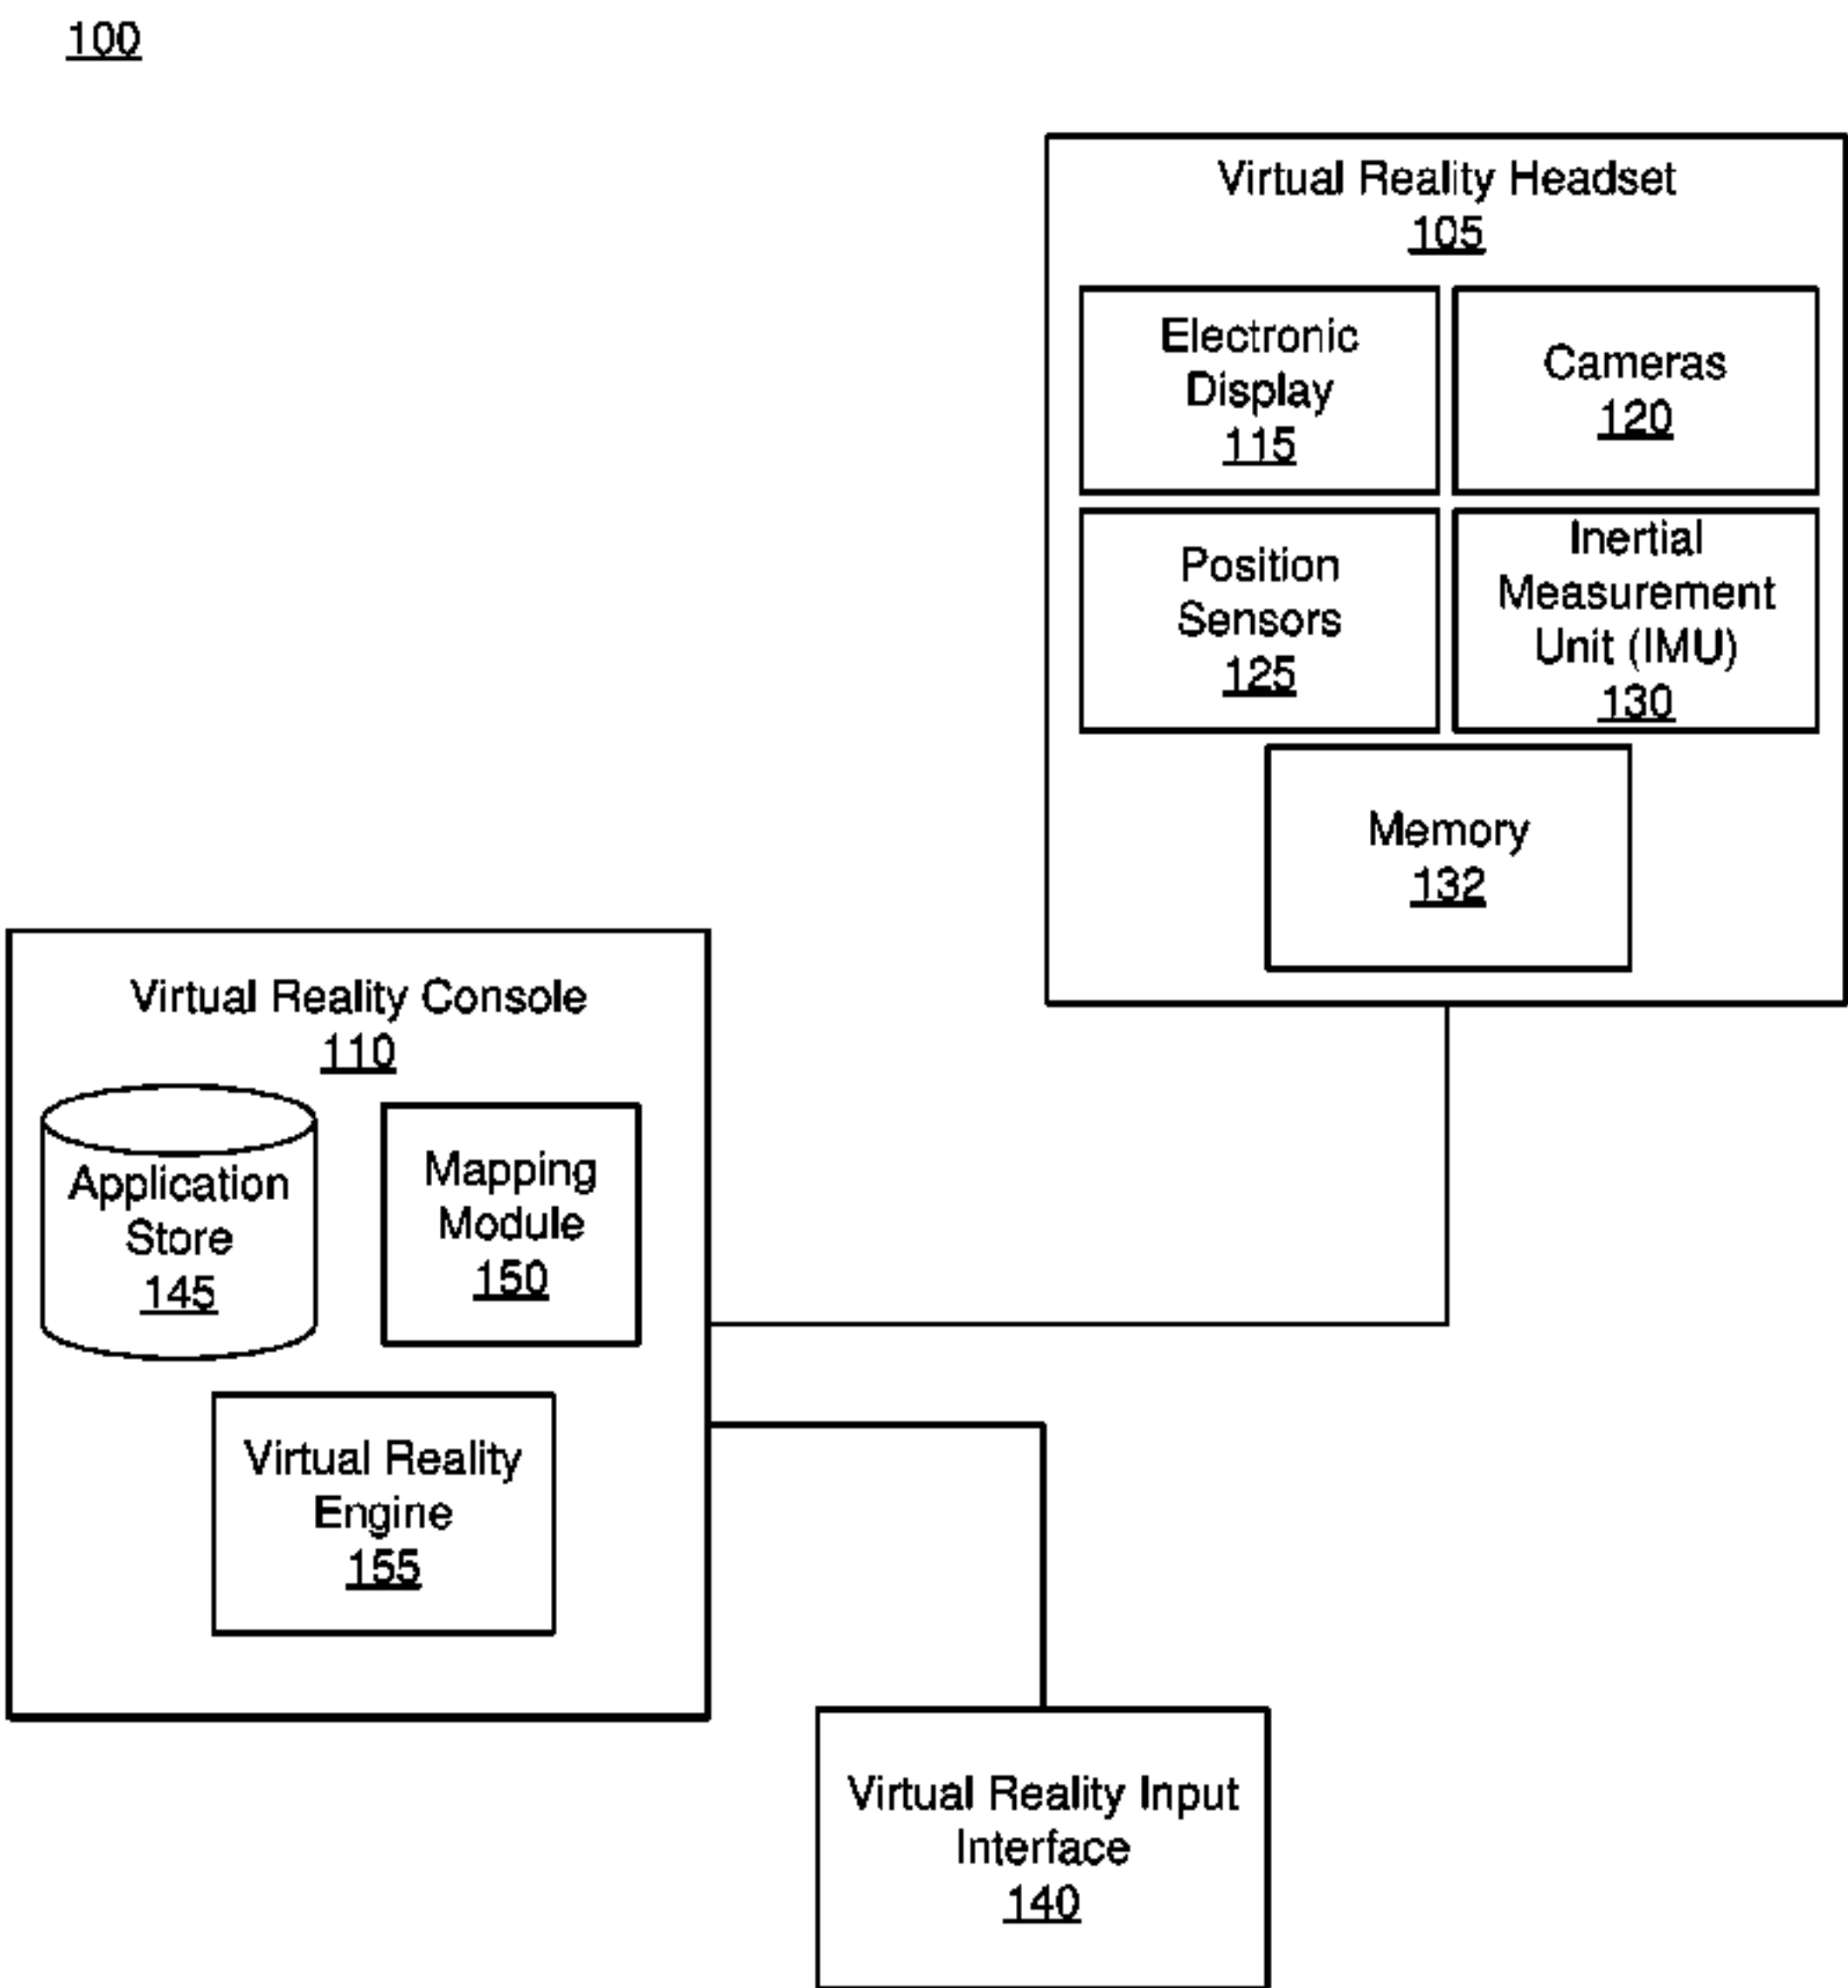 100
Virtual Reality Headset
105
Electronic
Display
115
Cameras
120
Position
Sensors
125
Inertial
Measurement
Unit (IMU)
130
Memory
132
Virtual Reality Console
110
Application
Store
145
Mapping
Module
150
Virtual Reality
Engine
155
Virtual Reality Input
Interface
140